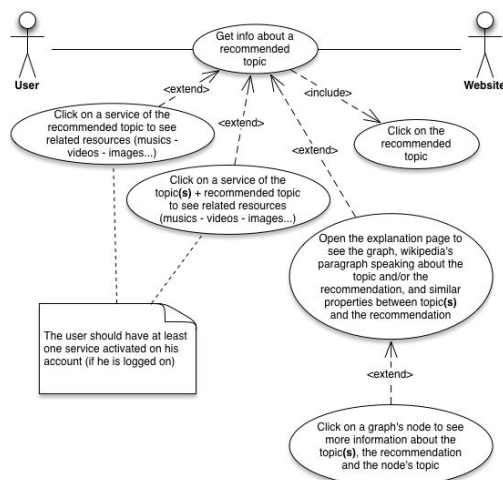 Get info about a
recommended
topic
User
Website
<extend>
<include>
Click on a service of the
recommended topic to see
related resources (musics -
videos - images...)
<extend>
<extend>
Click on the
recommended
topic
Click on a service of the
topic(s) + recommended topic
to see related resources
(musics - videos - images...)
Open the explanation page to
see the graph, wikipedia's
paragraph speaking about the
topic and/or the
recommendation, and similar
properties between topic(s)
and the recommendation
The user should have at least
one service activated on his
account (if he is logged on)
<extend>
Click on a graph's node to see
more information about the
topic(s), the recommendation
and the node's topic